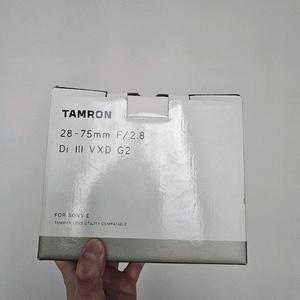 TAMRON
28-75mm F/2.8
Di III VXD G2
FOR SONY E
TAMRON LENS UTILITY COMPATIBLE